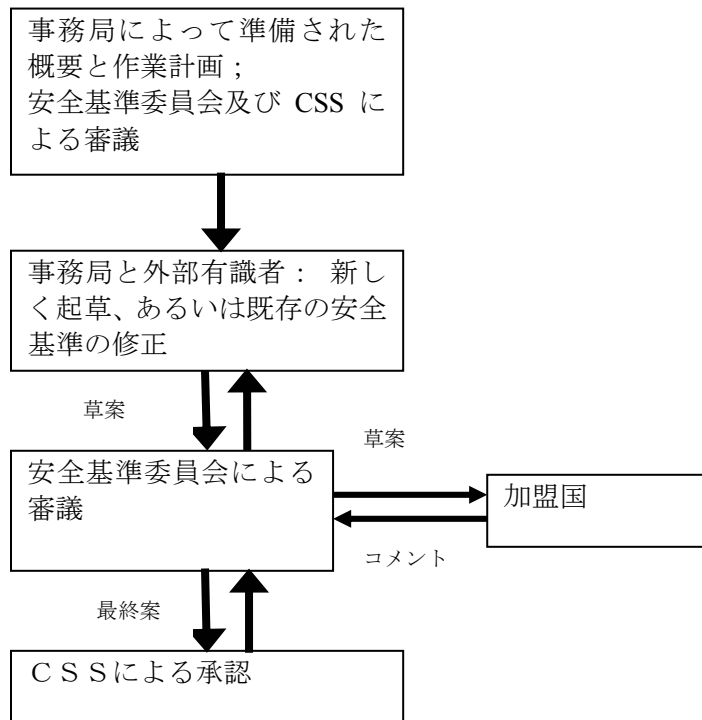 事務局によって準備された
概要と作業計画；
安全基準委員会及び CSS に
よる審議
事務局と外部有識者： 新し
く起草、あるいは既存の安全
基準の修正
草案
草案
安全基準委員会による
審議
加盟国
コメント
最終案
ＣＳＳによる承認